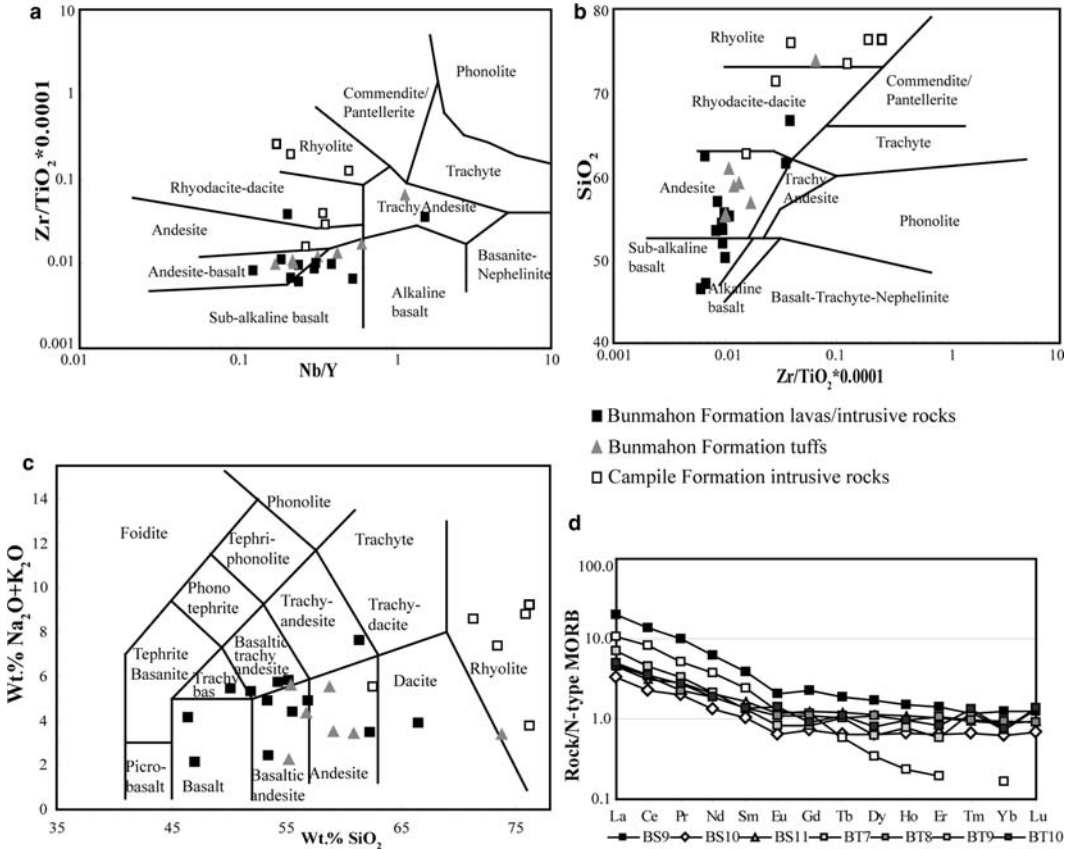 a
Zr/TiO2*0.0001
10
1
0.1
0.01
0.001
0.01
0.1
1
10
Nb/Y
Phonolite
Commendite/
Pantellerite
Rhyolite
Trachyte
Rhyodacite-dacite
TrachyAndesite
Andesite
Andesite-basalt
Basanite-
Nephelinite
Sub-alkaline basalt
Alkaline
basalt
b
SiO2
80
70
60
50
40
0.001
0.01
0.1
1
10
Zr/TiO2*0.0001
Rhyolite
Commendite/
Pantellerite
Rhyodacite-dacite
Trachyte
Andesite
Trachy
Andesite
Phonolite
Sub-alkaline
basalt
Alkaline
basalt
Basalt-Trachyte-Nephelinite
Bunmahon Formation lavas/intrusive rocks
Bunmahon Formation tuffs
Campile Formation intrusive rocks
c
Wt.% Na2O+K2O
14
12
10
8
6
4
2
0
35
45
55
65
75
Wt.% SiO2
Phonolite
Foidite
Tephri-
phonolite
Trachyte
Phono
tephrite
Trachy-
andesite
Trachy-
dacite
Tephrite
Basanite
Basaltic
trachy
andesite
Trachy
bas
Rhyolite
Dacite
Picro-
basalt
Basalt
Basaltic
andesite
Andesite
d
Rock/N-type MORB
100.0
10.0
1.0
0.1
La Ce Pr Nd Sm Eu Gd Tb Dy Ho Er Tm Yb Lu
BS9 BS10 BS11 BT7 BT8 BT9 BT10